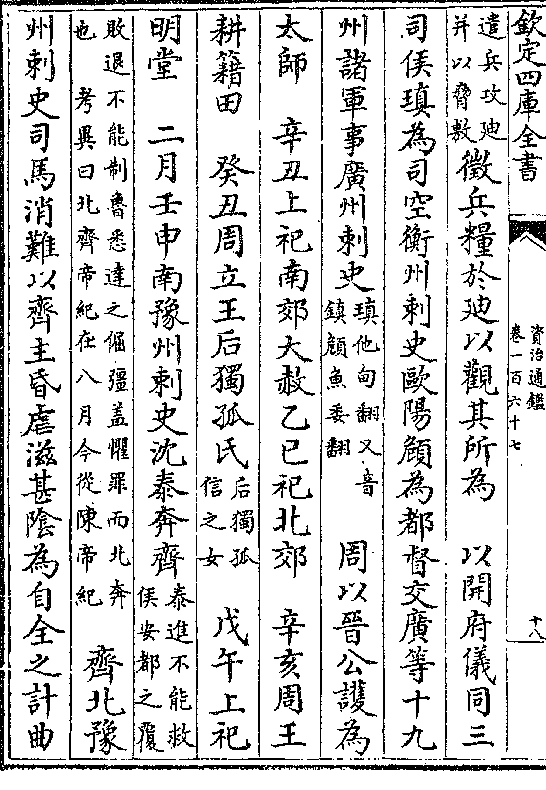 欽定四庫全書
資治通鑑
卷一百六十七
十八
遣兵攻廸
并以脅敷
徵兵糧於廸以觀其所為　以開府儀同三
司侯瑱為司空衡州刺史歐陽頠為都督交廣等十九
州諸軍事廣州刺史
瑱他甸翻又音
鎮頠魚委翻
周以晉公護為
太師　辛丑上祀南郊大赦乙巳祀北郊　辛亥周王
耕籍田　癸丑周立王后獨孤氏
后獨孤
信之女
戊午上祀
明堂　二月壬申南豫州刺史沈泰奔齊
泰進不能救
侯安都之覆
敗退不能制魯悉達之倔彊盖懼罪而北奔
也　考異曰北齊帝紀在八月今從陳帝紀
齊北豫
州刺史司馬消難以齊主昏虐滋甚陰為自全之計曲